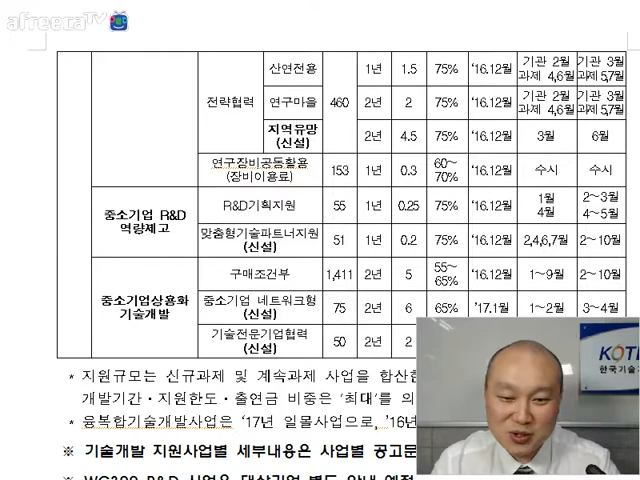 afreecaTV
전략협력 460
산연전용 1년 1.5 75% '16.12월 기관 2월 과제 4,6월 기관 3월 과제5,7월
연구마을 2년 2 75% '16.12월 기관 2월 과제 4,6월 기관 3월 과제5,7월
지역유망 (신설) 2년 4.5 75% '16.12월 3월 6월
연구장비공동활용 (장비이용료) 153 1년 0.3 60~ 70% '16.12월 수시 수시
중소기업 R&D 역량제고
R&D기획지원 55 1년 0.25 75% '16.12월 1월 4월 2~3월 4~5월
맞춤형기술파트너지원 (신설) 51 1년 0.2 75% '16.12월 2,4,6,7월 2~10월
중소기업상용화 기술개발
구매조건부 1,411 2년 5 55~ 65% '16.12월 1~9월 2~10월
중소기업 네트워크형 (신설) 75 2년 6 65% '17.1월 1~2월 3~4월
기술전문기업협력 (신설) 50 2년 2
* 지원규모는 신규과제 및 계속과제 사업을 합산한
개발기간·지원한도·출연금 비중은 '최대'를 의
* 융복합기술개발사업은 '17년 일몰사업으로, '16년
※ 기술개발 지원사업별 세부내용은 사업별 공고문
KOT
한국기술